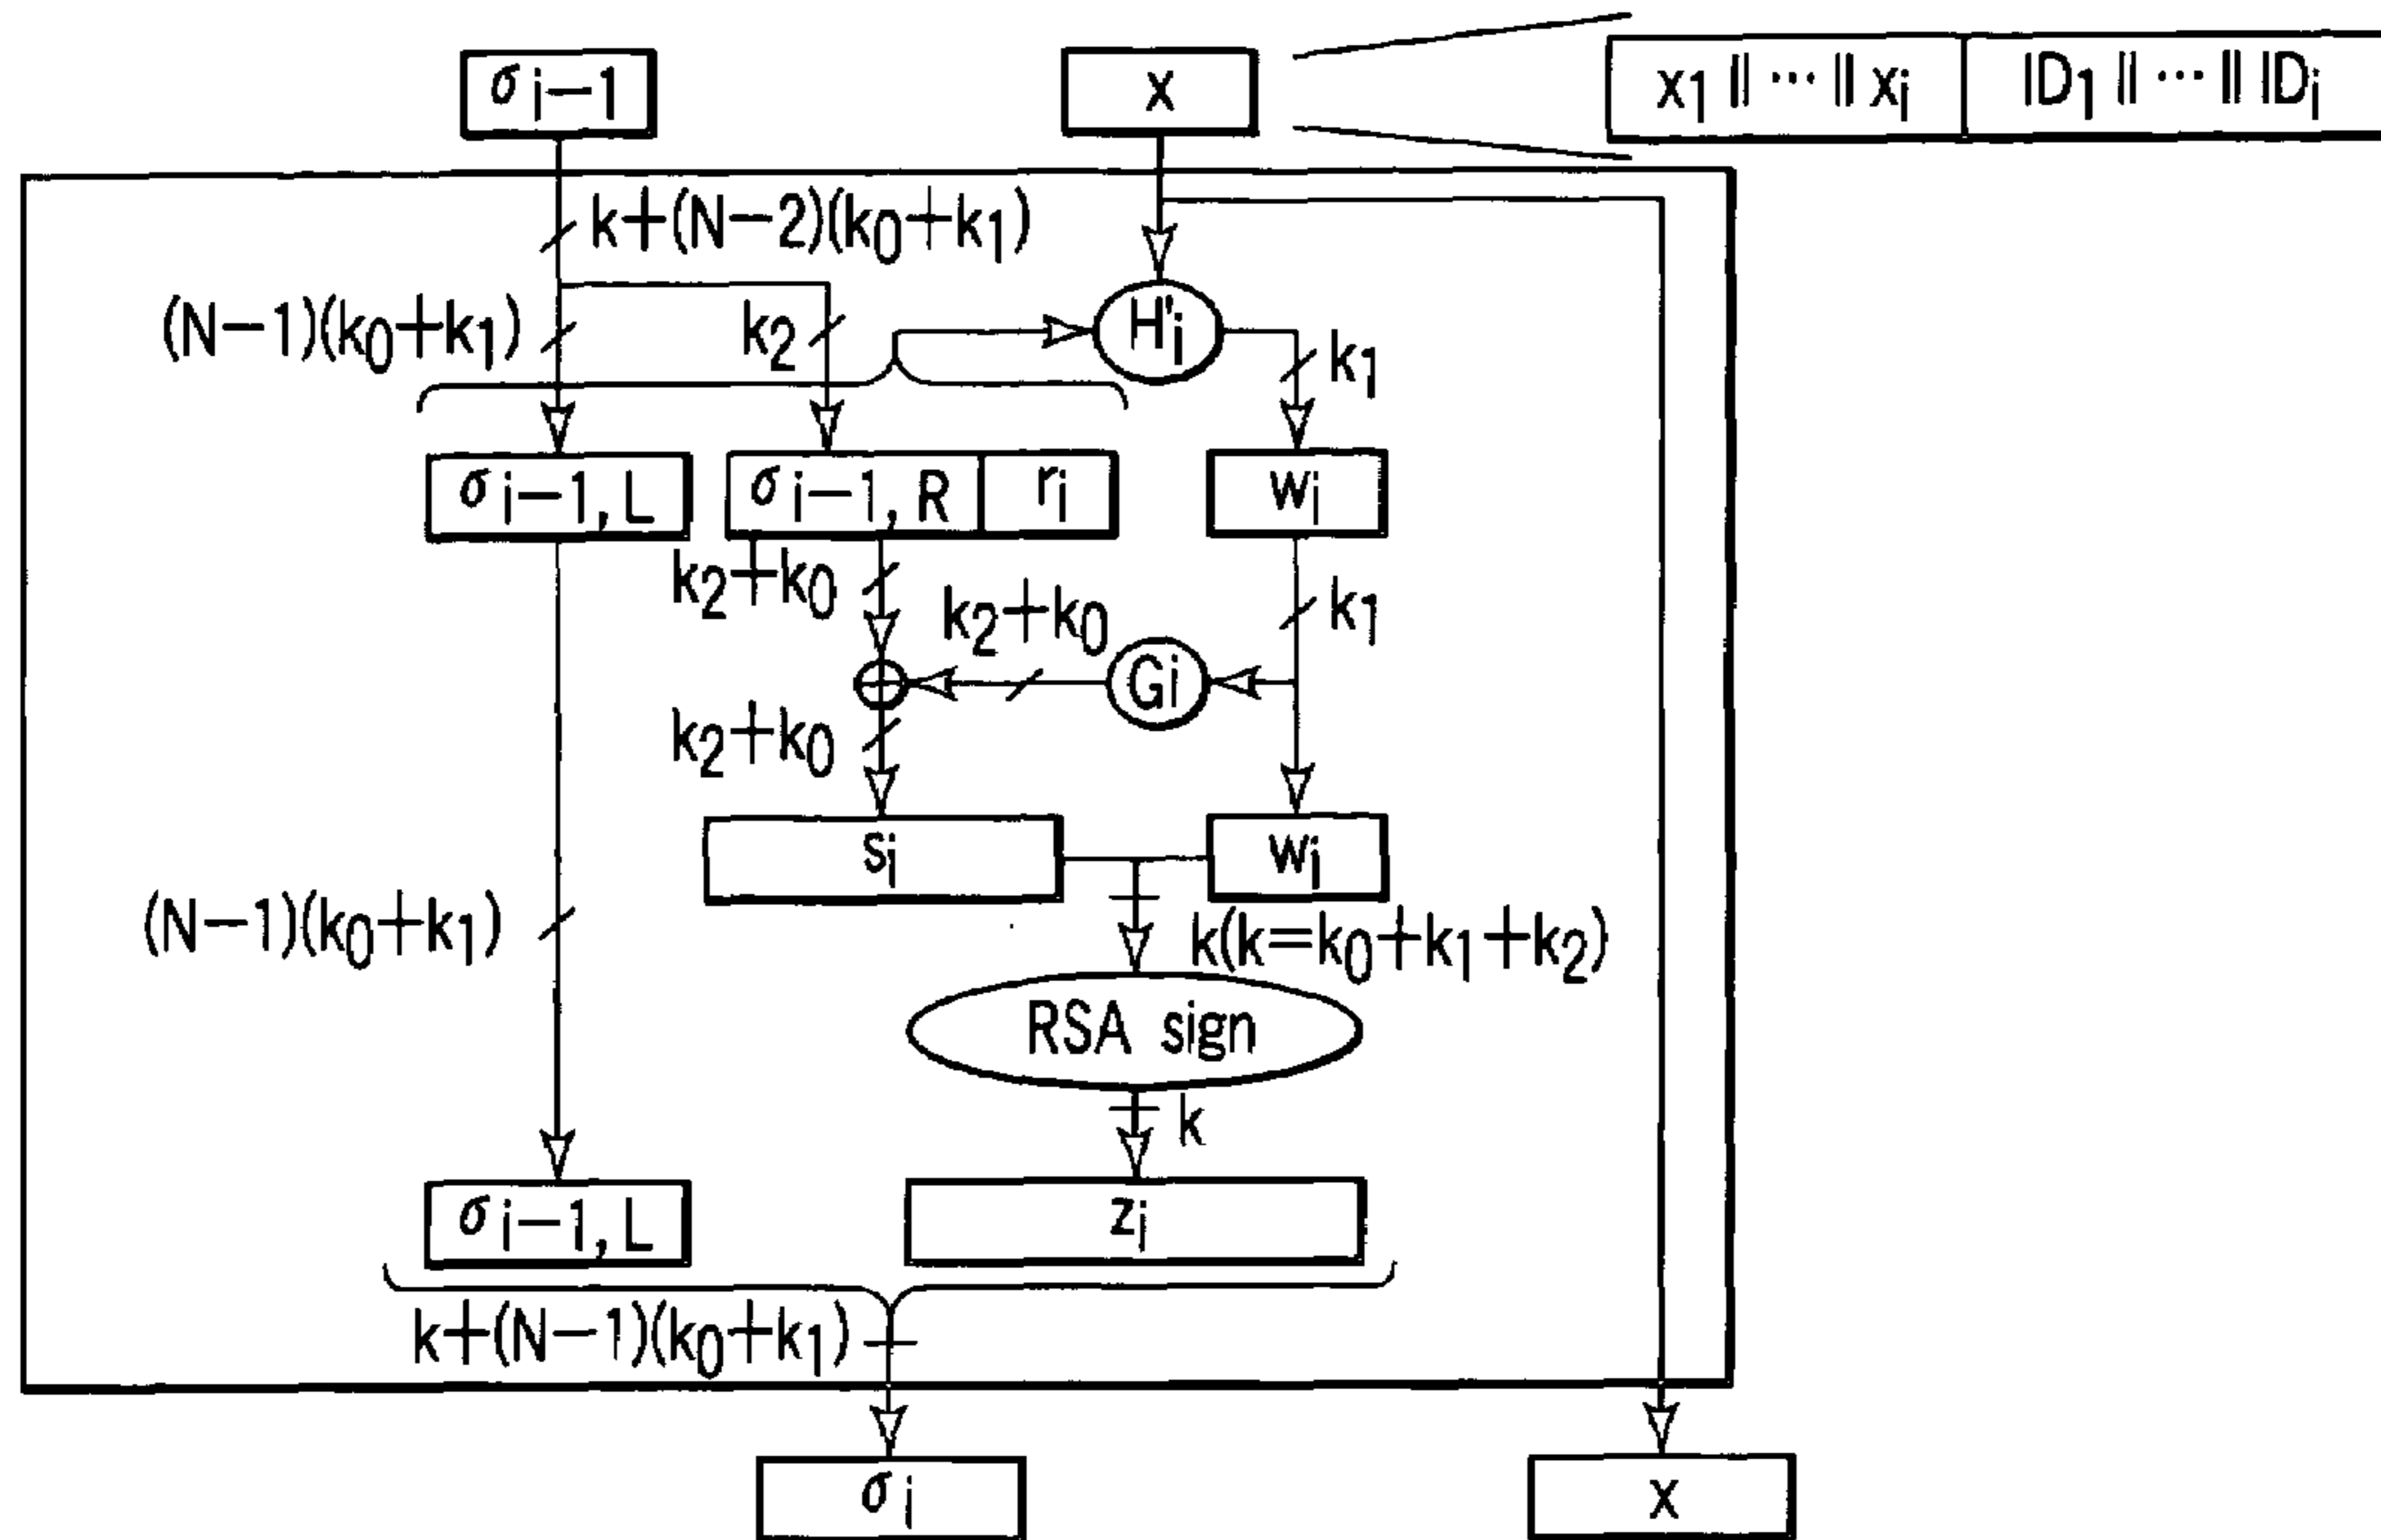 σi−1
x
x1 ‖ ··· ‖ xi
ID1 ‖ ··· ‖ IDi
k+(N−2)(k0+k1)
(N−1)(k0+k1)
k2
H'i
k1
σi−1, L
σi−1, R
ri
wi
k2+k0
k2+k0
k1
Gi
k2+k0
si
wi
(N−1)(k0+k1)
k(k=k0+k1+k2)
RSA sign
k
σi−1, L
zi
k+(N−1)(k0+k1)
σi
x